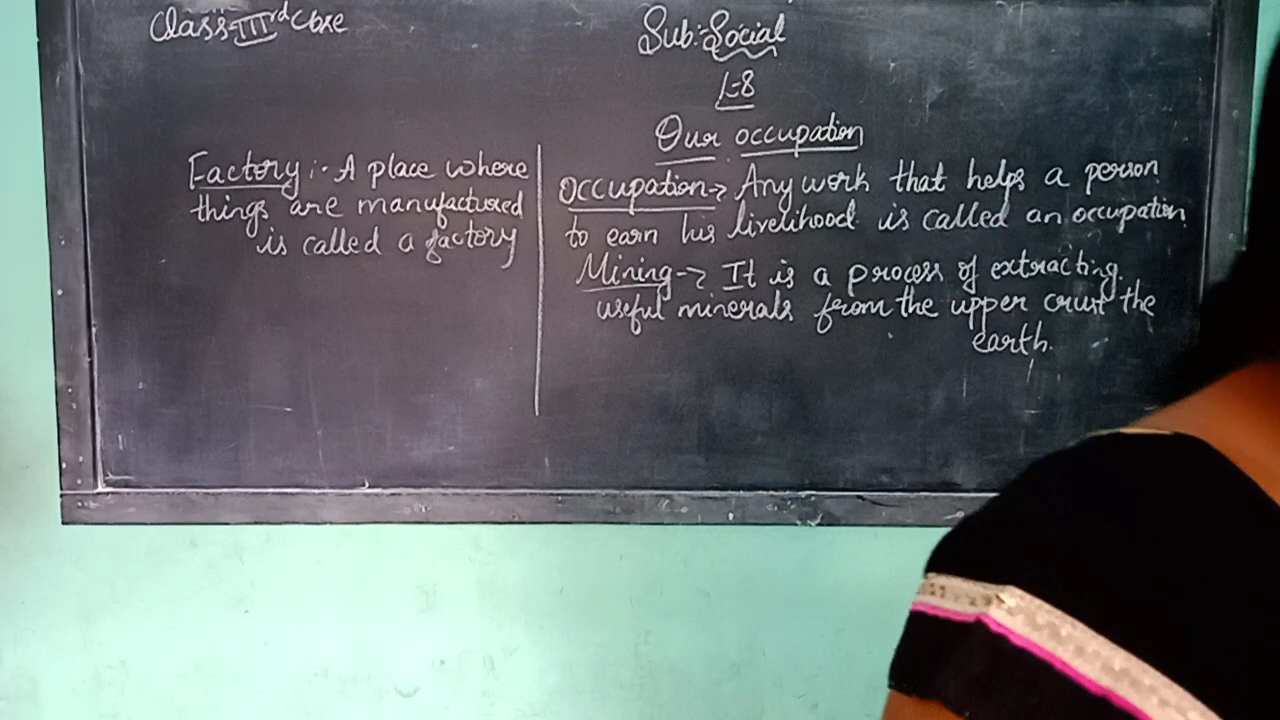 Class-IIIrd Cbse
Sub:-Social
L-8
Our occupation
Occupation→ Any work that helps a person
to earn his livelihood is called an occupation.
Mining→ It is a process of extracting
useful minerals from the upper crust the
earth.
Factory:- A place where
things are manufactured
is called a factory